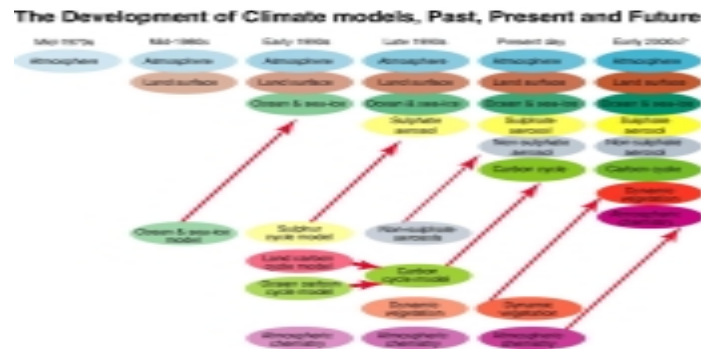 The Development of Climate models, Past, Present and Future
Mid-1970s Mid-1980s Early 1990s Late 1990s Present day Early 2000s?
Atmosphere Atmosphere Atmosphere Atmosphere Atmosphere Atmosphere
Land surface Land surface Land surface Land surface Land surface
Ocean & sea-ice Ocean & sea-ice Ocean & sea-ice Ocean & sea-ice
Sulphate Sulphate Sulphate
aerosol aerosol aerosol
Non-sulphate Non-sulphate
aerosol aerosol
Carbon cycle Carbon cycle
Dynamic
vegetation
Ocean & sea-ice Sulphur Non-sulphate
model cycle model aerosols
Land carbon
cycle model
Carbon
cycle model
Ocean carbon
cycle model
Dynamic Dynamic
vegetation vegetation
Atmospheric Atmospheric Atmospheric
chemistry chemistry chemistry